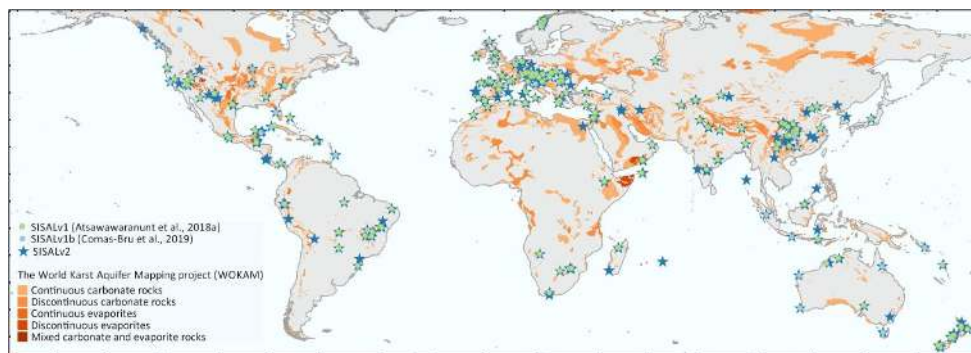 SISALv1 (Atsawawaranunt et al., 2018a)
SISALv1b (Comas-Bru et al., 2019)
SISALv2
The World Karst Aquifer Mapping project (WOKAM)
Continuous carbonate rocks
Discontinuous carbonate rocks
Continuous evaporites
Discontinuous evaporites
Mixed carbonate and evaporite rocks